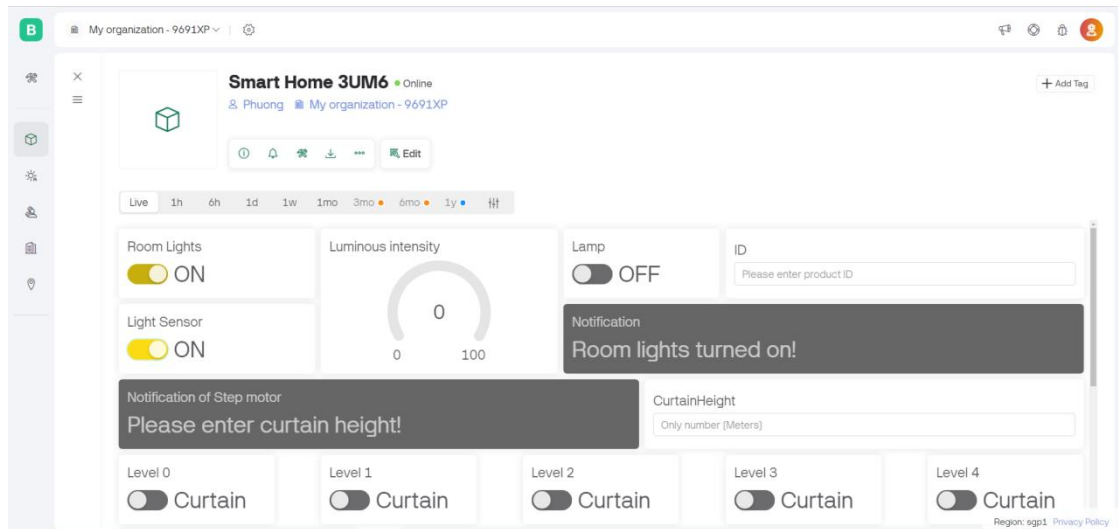 B
My organization - 9691XP
Smart Home 3UM6 Online
+ Add Tag
Phuong My organization - 9691XP
Edit
Live 1h 6h 1d 1w 1mo 3mo 6mo 1y
Room Lights
ON
Luminous intensity
0
0 100
Lamp
OFF
ID
Please enter product ID
Light Sensor
ON
Notification
Room lights turned on!
Notification of Step motor
Please enter curtain height!
CurtainHeight
Only number (Meters)
Level 0
Curtain
Level 1
Curtain
Level 2
Curtain
Level 3
Curtain
Level 4
Curtain
Region: sgp1 Privacy Policy